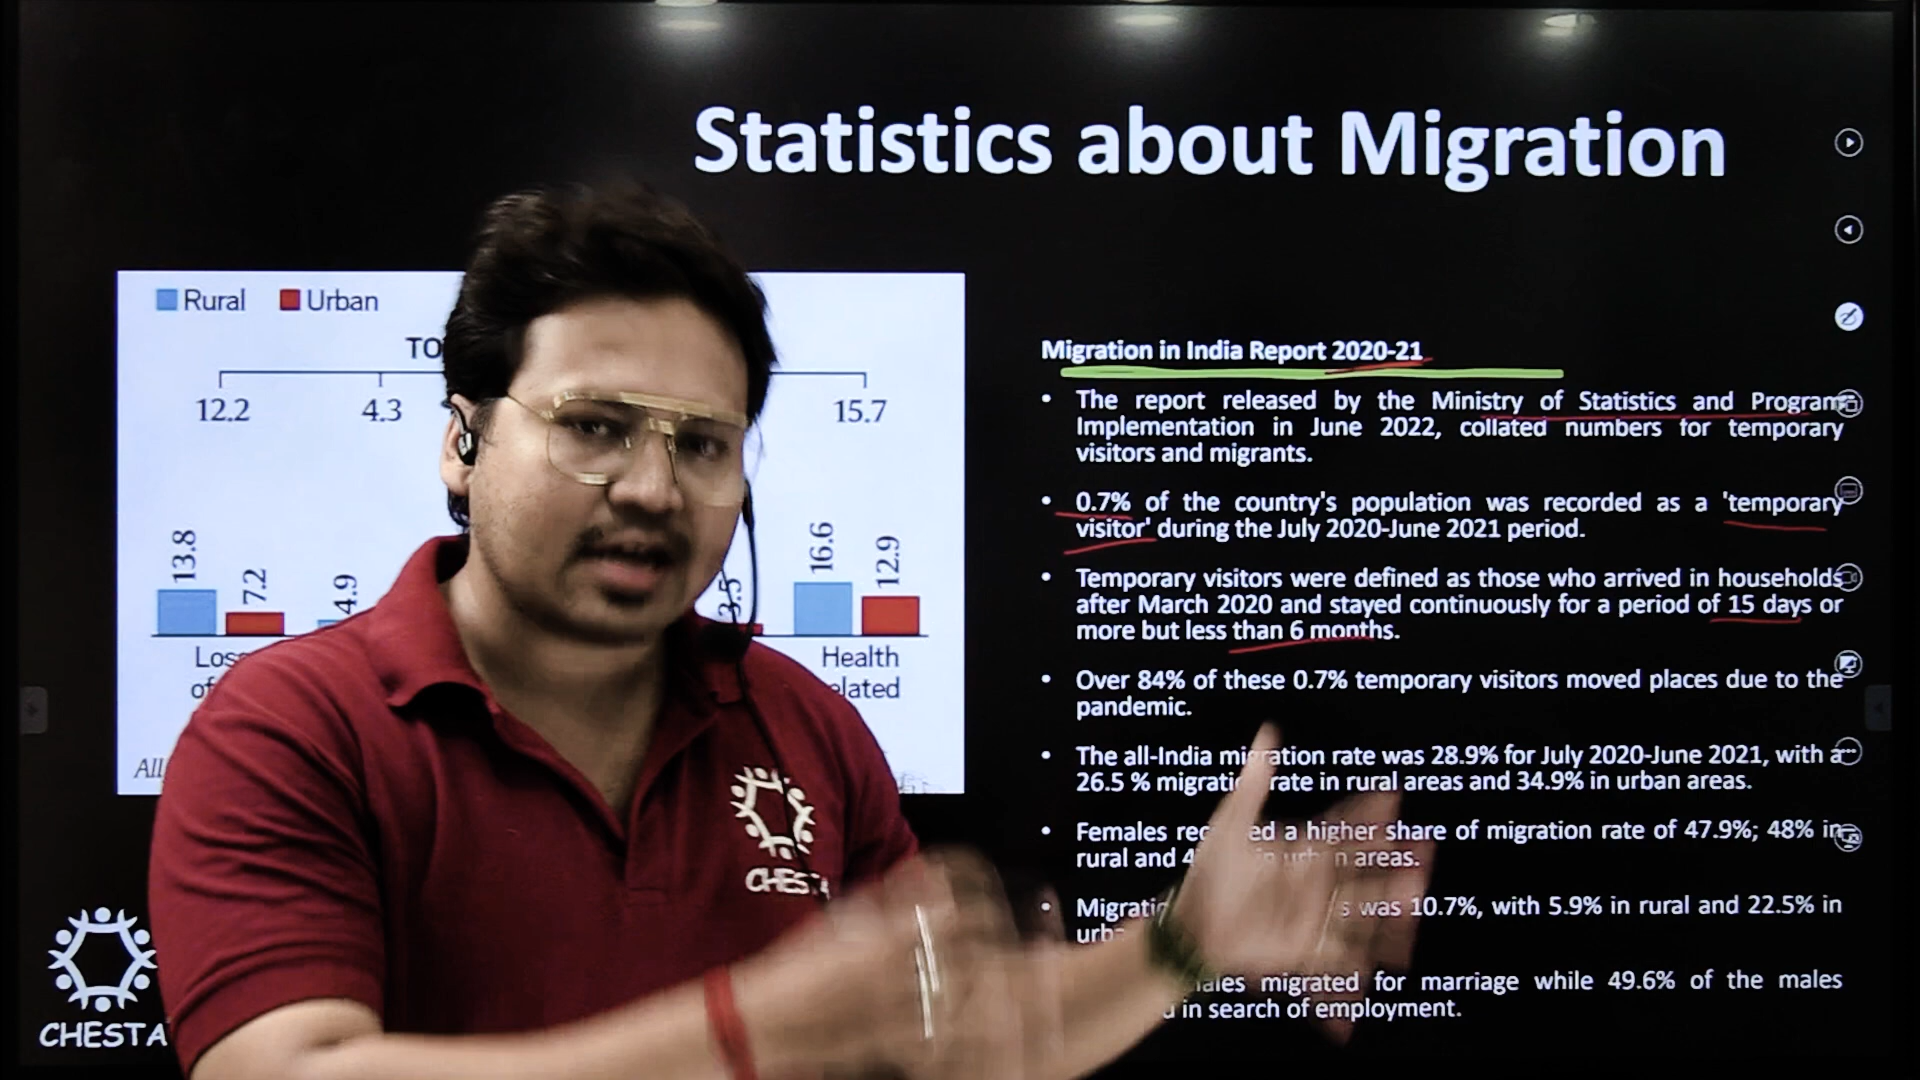 Statistics about Migration
Rural Urban
TO
12.2 4.3 15.7
13.8 7.2 4.9 3.5 16.6 12.9
Health
of
All
Migration in India Report 2020-21
• The report released by the Ministry of Statistics and Program
Implementation in June 2022, collated numbers for temporary
visitors and migrants.
• 0.7% of the country's population was recorded as a 'temporary
visitor' during the July 2020-June 2021 period.
• Temporary visitors were defined as those who arrived in households
after March 2020 and stayed continuously for a period of 15 days or
more but less than 6 months.
• Over 84% of these 0.7% temporary visitors moved places due to the
pandemic.
• The all-India migration rate was 28.9% for July 2020-June 2021, with a
26.5 % migration rate in rural areas and 34.9% in urban areas.
• Females a higher share of migration rate of 47.9%; 48% in
rural and in urban areas.
• was 10.7%, with 5.9% in rural and 22.5% in
migrated for marriage while 49.6% of the males
in search of employment.
CHESTA
CHESTA